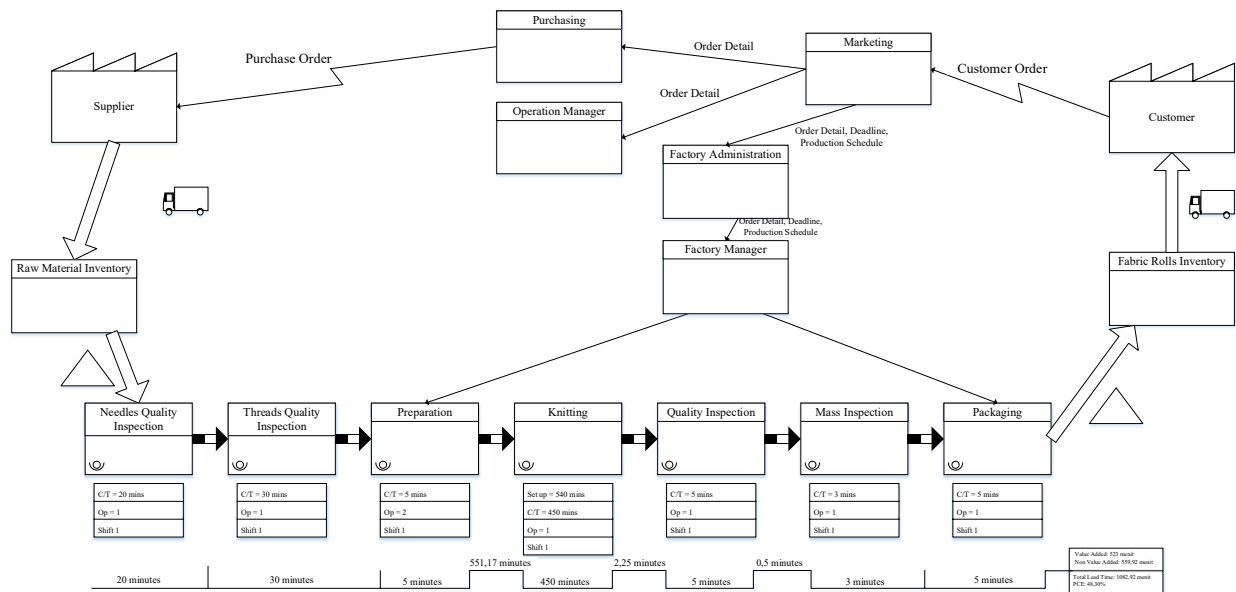 Purchasing
Marketing
Order Detail
Purchase Order
Customer Order
Order Detail
Supplier
Operation Manager
Customer
Order Detail, Deadline,
Production Schedule
Factory Administration
Order Detail, Deadline,
Production Schedule
Factory Manager
Raw Material Inventory
Fabric Rolls Inventory
Needles Quality
Inspection
Threads Quality
Inspection
Preparation
Knitting
Quality Inspection
Mass Inspection
Packaging
C/T = 20 mins
Op = 1
Shift 1
C/T = 30 mins
Op = 1
Shift 1
C/T = 5 mins
Op = 2
Shift 1
Set up = 540 mins
C/T = 450 mins
Op = 1
Shift 1
C/T = 5 mins
Op = 1
Shift 1
C/T = 3 mins
Op = 1
Shift 1
C/T = 5 mins
Op = 1
Shift 1
551,17 minutes
2,25 minutes
0,5 minutes
20 minutes
30 minutes
5 minutes
450 minutes
5 minutes
3 minutes
5 minutes
Value Added: 523 menit
Non Value Added: 559,92 menit
Total Lead Time: 1082,92 menit
PCE: 48,30%